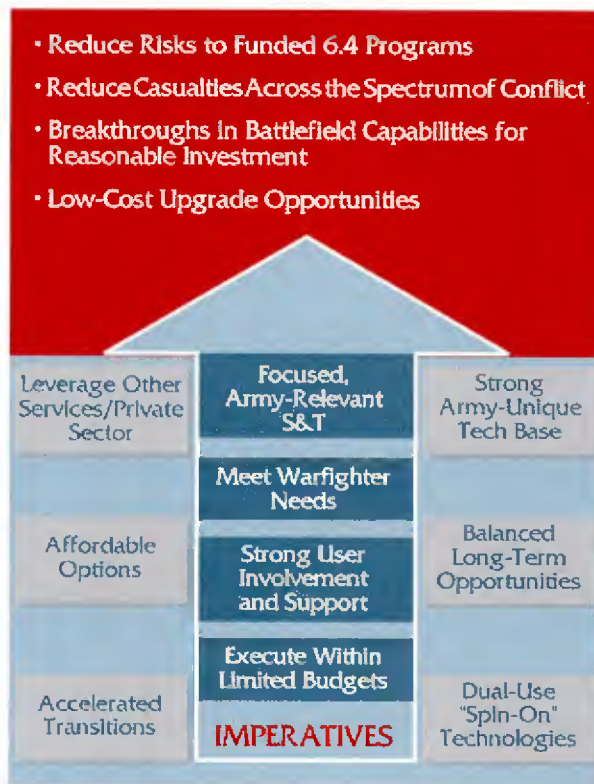 • Reduce Risks to Funded 6.4 Programs
• Reduce Casualties Across the Spectrum of Conflict
• Breakthroughs in Battlefield Capabilities for
Reasonable Investment
• Low-Cost Upgrade Opportunities
Leverage Other
Services/Private
Sector
Affordable
Options
Accelerated
Transitions
Focused,
Army-Relevant
S&T
Meet Warfighter
Needs
Strong User
Involvement
and Support
Execute Within
Limited Budgets
IMPERATIVES
Strong
Army-Unique
Tech Base
Balanced
Long-Term
Opportunities
Dual-Use
"Spin-On"
Technologies